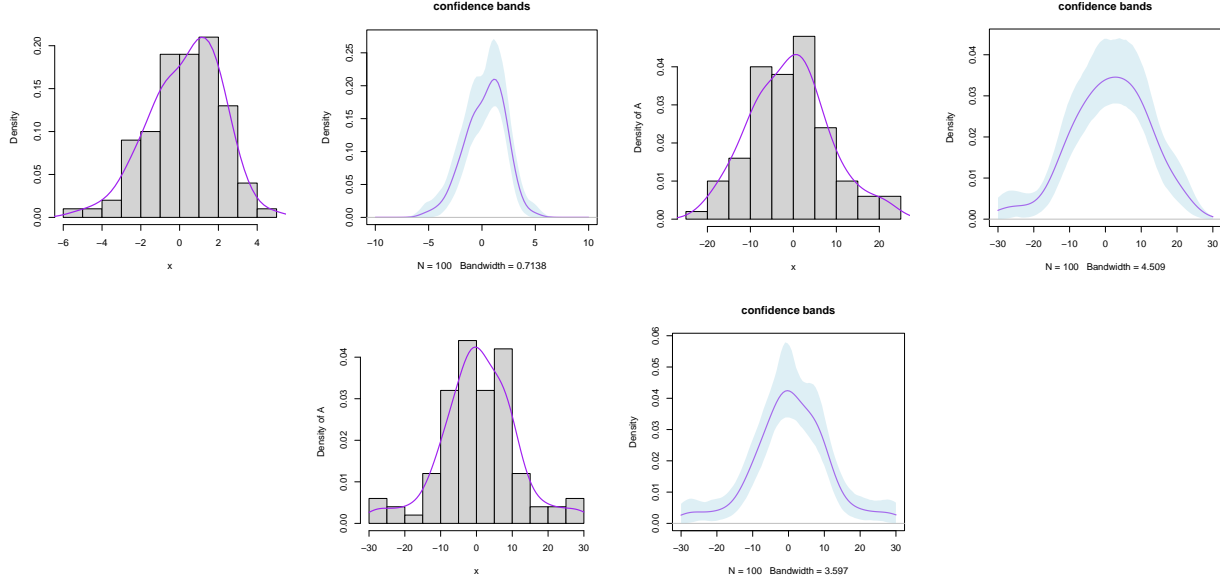 Density
0.00 0.05 0.10 0.15 0.20
−6 −4 −2 0 2 4
x
confidence bands
Density
0.00 0.05 0.10 0.15 0.20 0.25
−10 −5 0 5 10
N = 100 Bandwidth = 0.7138
Density of A
0.00 0.01 0.02 0.03 0.04
−20 −10 0 10 20
x
confidence bands
Density
0.00 0.01 0.02 0.03 0.04
−30 −20 −10 0 10 20 30
N = 100 Bandwidth = 4.509
Density of A
0.00 0.01 0.02 0.03 0.04
−30 −20 −10 0 10 20 30
x
confidence bands
Density
0.00 0.01 0.02 0.03 0.04 0.05 0.06
−30 −20 −10 0 10 20 30
N = 100 Bandwidth = 3.597